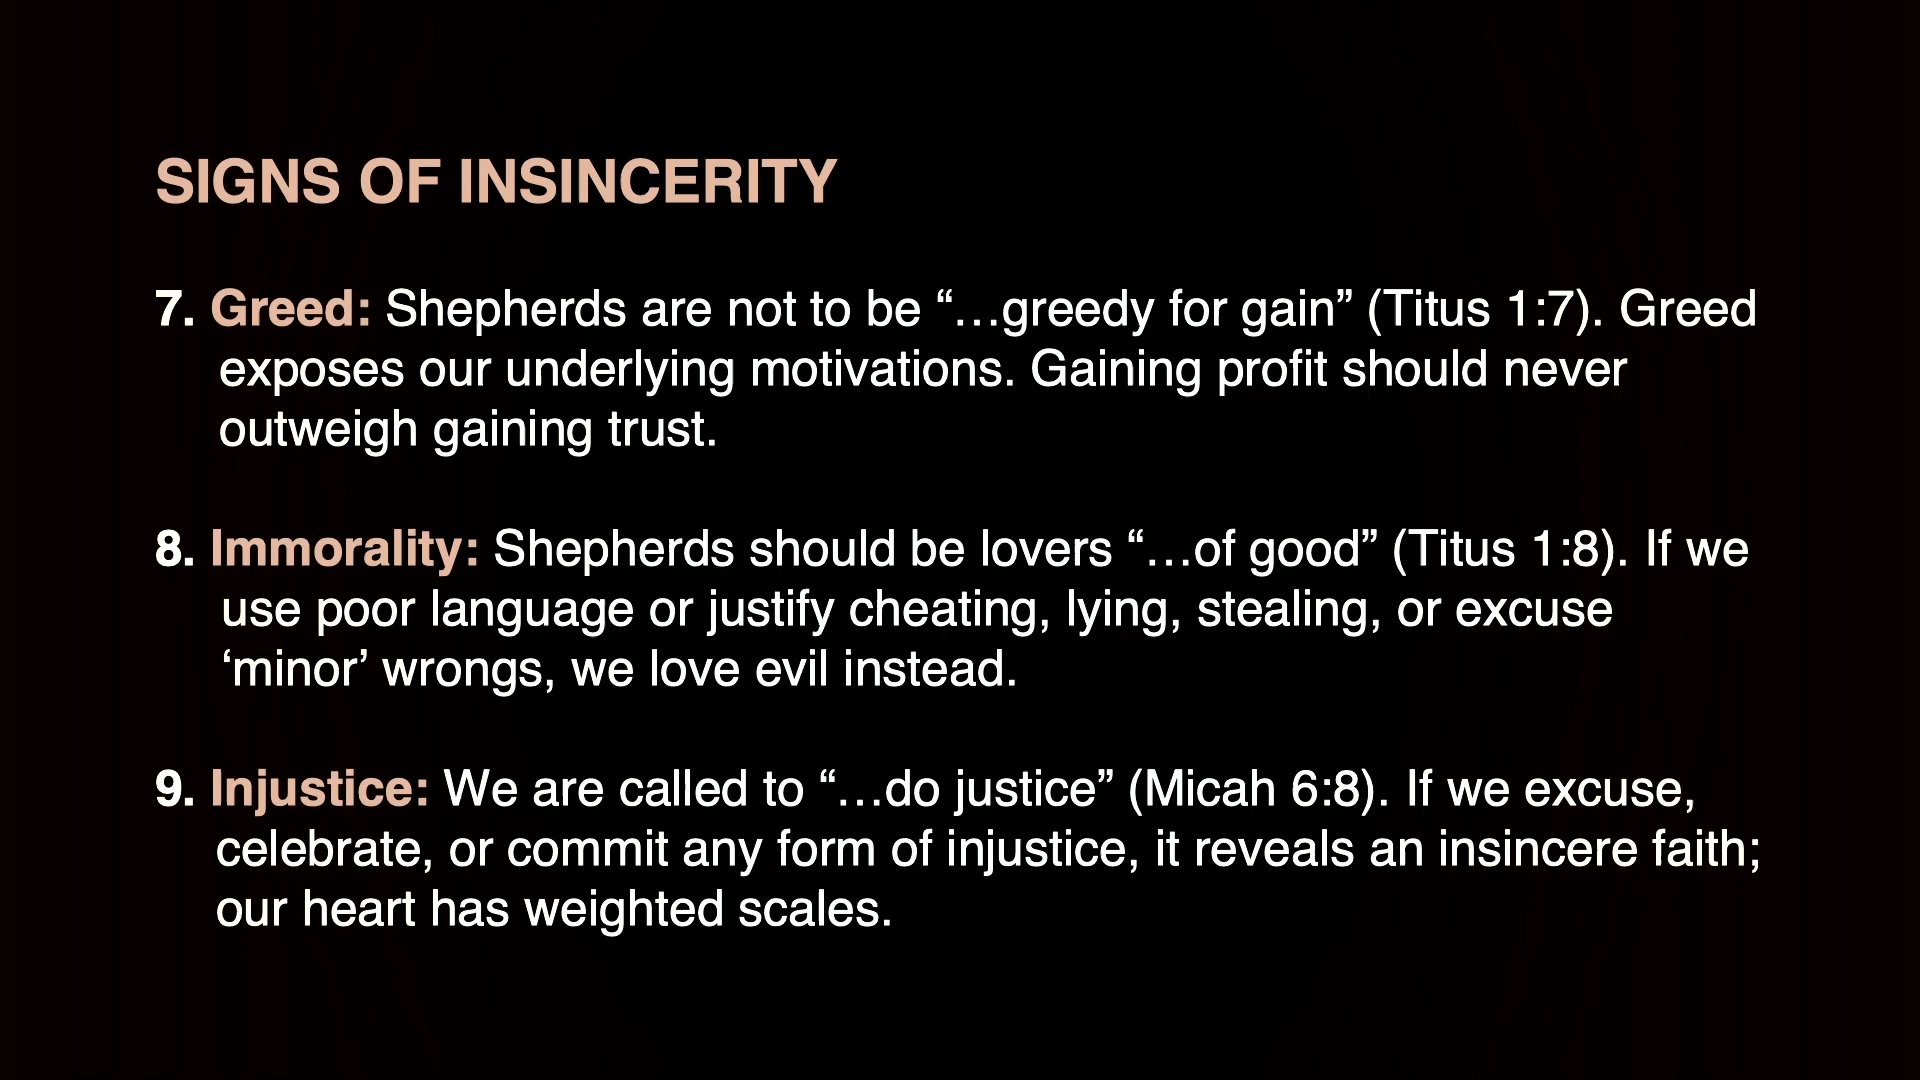 SIGNS OF INSINCERITY
7. Greed: Shepherds are not to be “…greedy for gain” (Titus 1:7). Greed
exposes our underlying motivations. Gaining profit should never
outweigh gaining trust.
8. Immorality: Shepherds should be lovers “…of good” (Titus 1:8). If we
use poor language or justify cheating, lying, stealing, or excuse
‘minor’ wrongs, we love evil instead.
9. Injustice: We are called to “…do justice” (Micah 6:8). If we excuse,
celebrate, or commit any form of injustice, it reveals an insincere faith;
our heart has weighted scales.